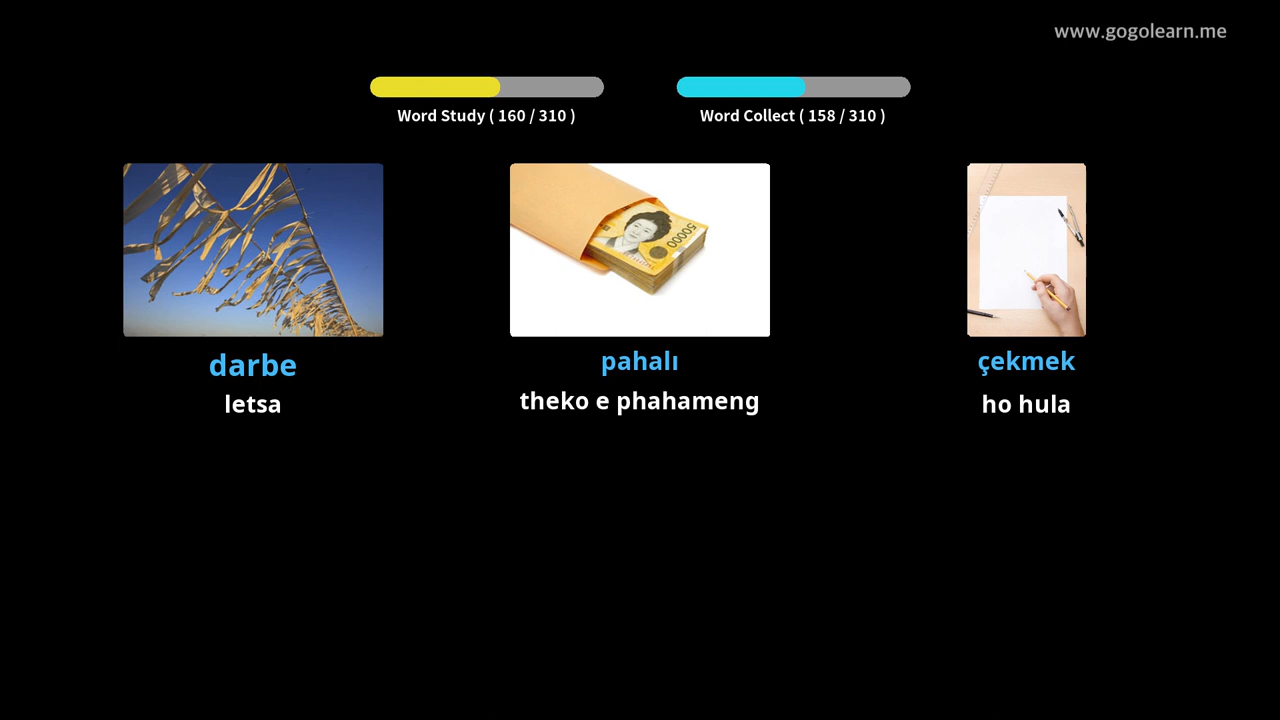 www.gogolearn.me
Word Study ( 160 / 310 )
Word Collect ( 158 / 310 )
50000
darbe
letsa
pahalı
theko e phahameng
çekmek
ho hula